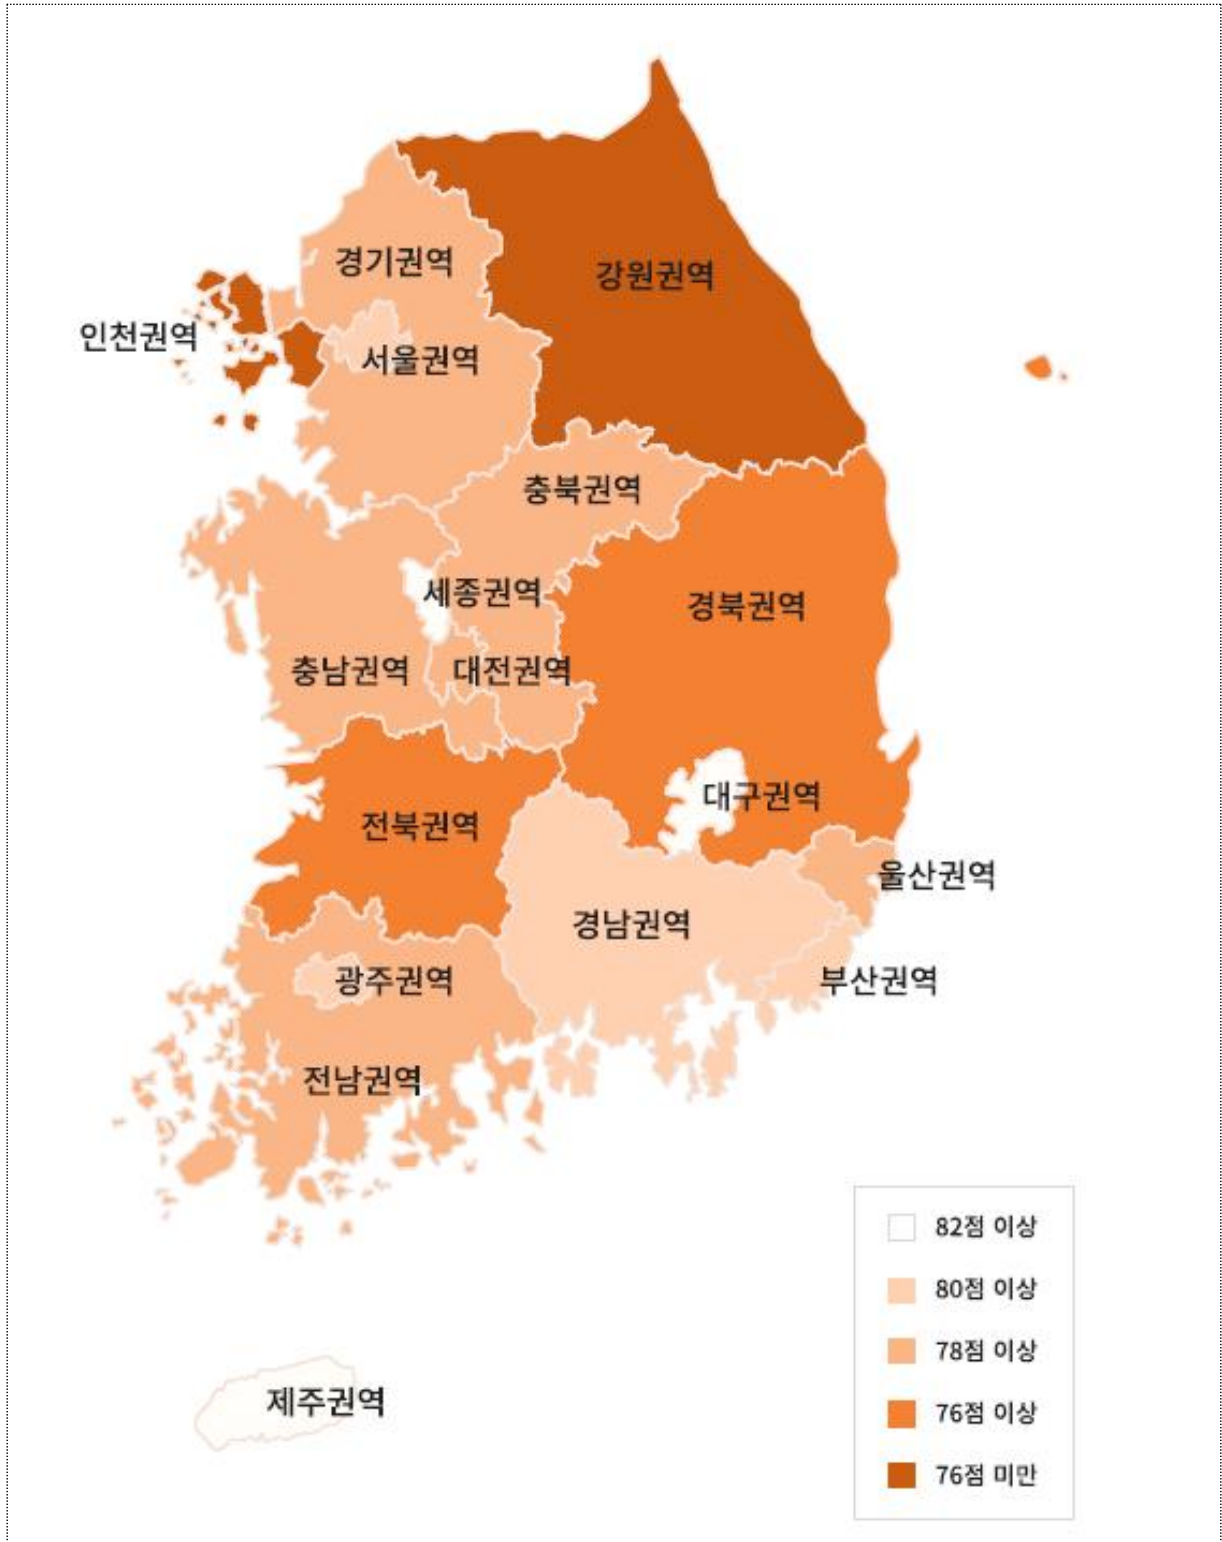 경기권역
강원권역
인천권역
서울권역
충북권역
세종권역
경북권역
충남권역
대전권역
대구권역
전북권역
울산권역
경남권역
광주권역
부산권역
전남권역
제주권역
82점 이상
80점 이상
78점 이상
76점 이상
76점 미만